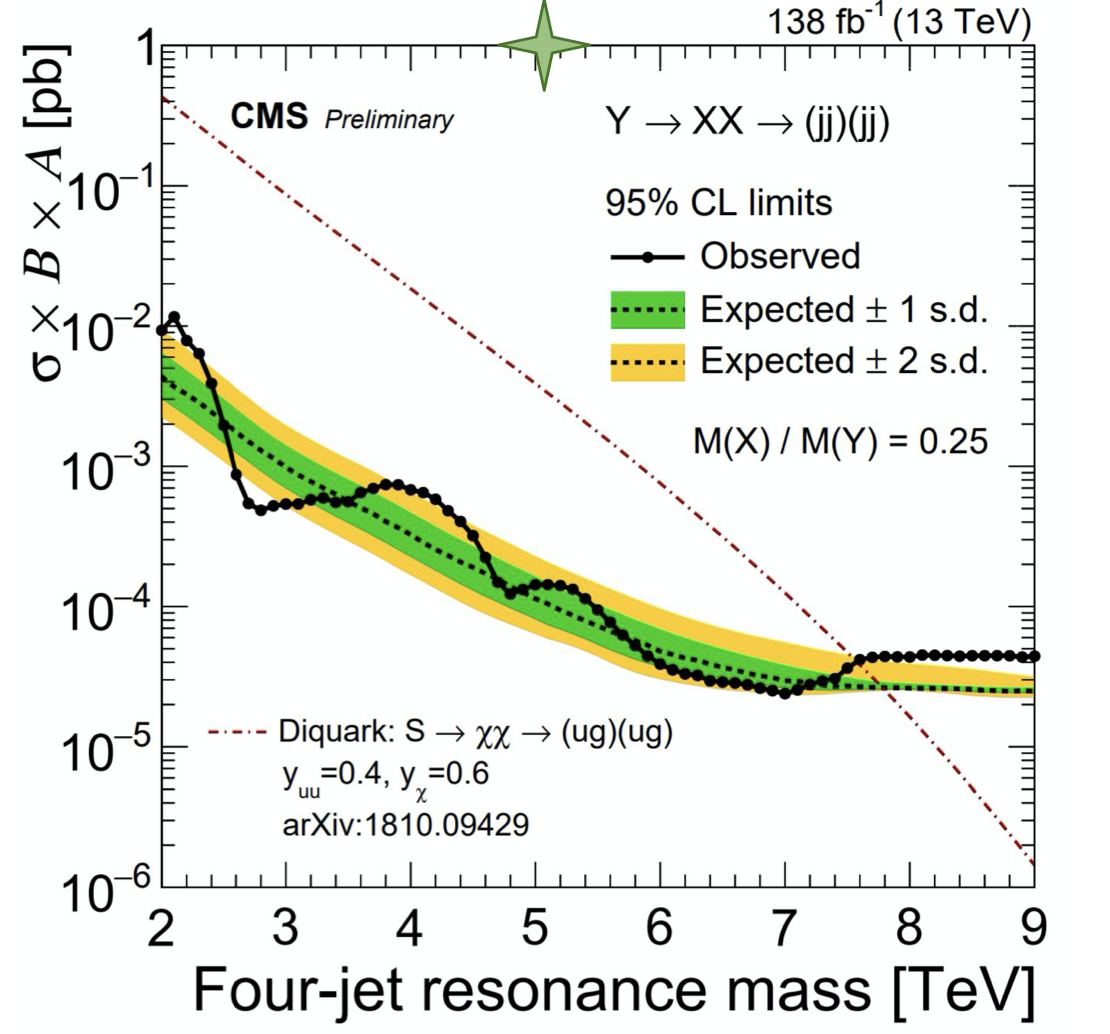 138 fb⁻¹ (13 TeV)
CMS Preliminary
Y → XX → (jj)(jj)
95% CL limits
Observed
Expected ± 1 s.d.
Expected ± 2 s.d.
M(X) / M(Y) = 0.25
Diquark: S → χχ → (ug)(ug)
y_uu=0.4, y_χ=0.6
arXiv:1810.09429
σ × B × A [pb]
1
10⁻¹
10⁻²
10⁻³
10⁻⁴
10⁻⁵
10⁻⁶
2 3 4 5 6 7 8 9
Four-jet resonance mass [TeV]